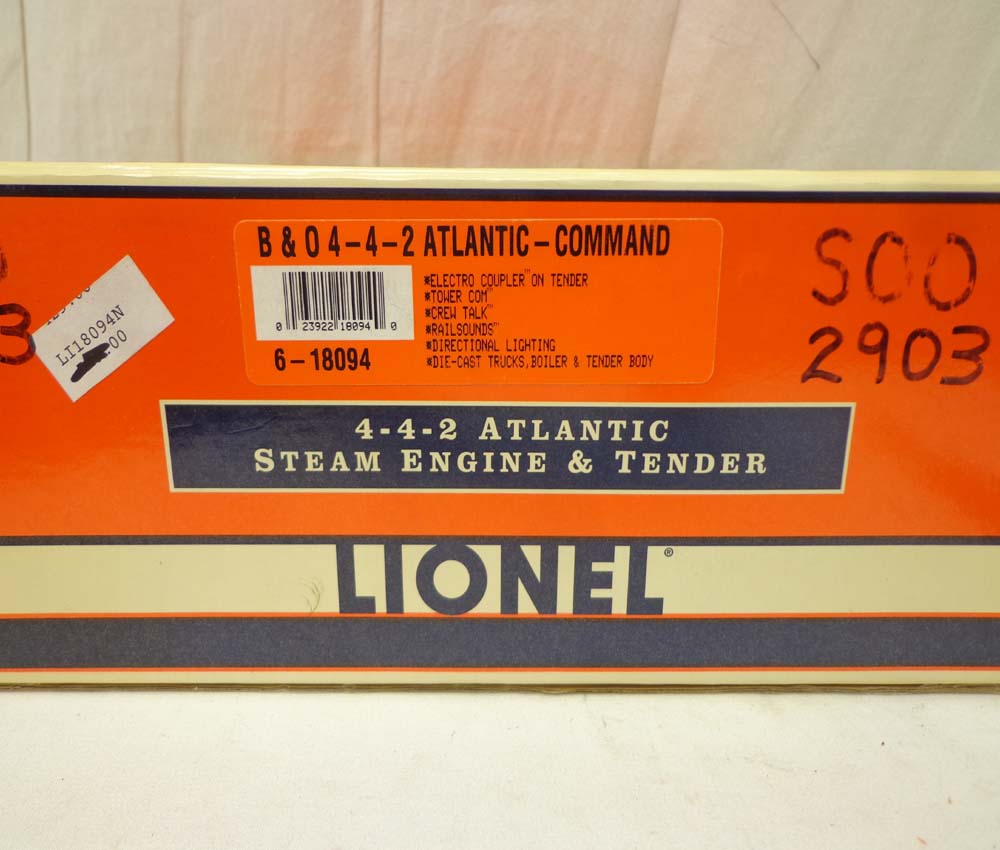 B & O 4-4-2 ATLANTIC-COMMAND
*ELECTRO COUPLER™ ON TENDER
*TOWER COM™
*CREW TALK™
*RAILSOUNDS™
*DIRECTIONAL LIGHTING
*DIE-CAST TRUCKS, BOILER & TENDER BODY
0 23922 18094 0
6-18094
SOO
2903
3
LI18094N
00
4-4-2 ATLANTIC
STEAM ENGINE & TENDER
LIONEL®